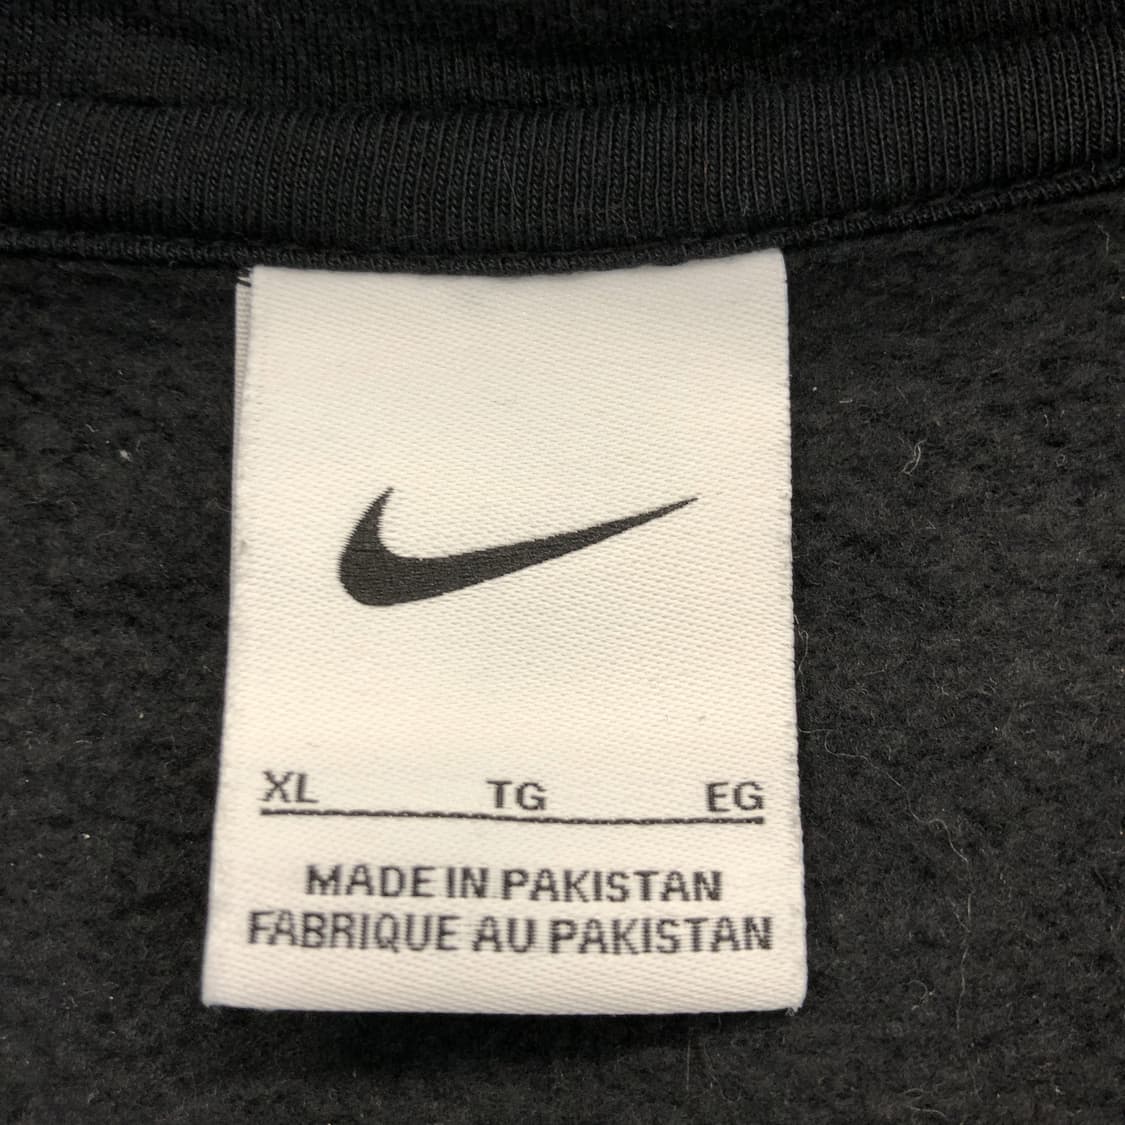 XL TG EG
MADE IN PAKISTAN
FABRIQUE AU PAKISTAN